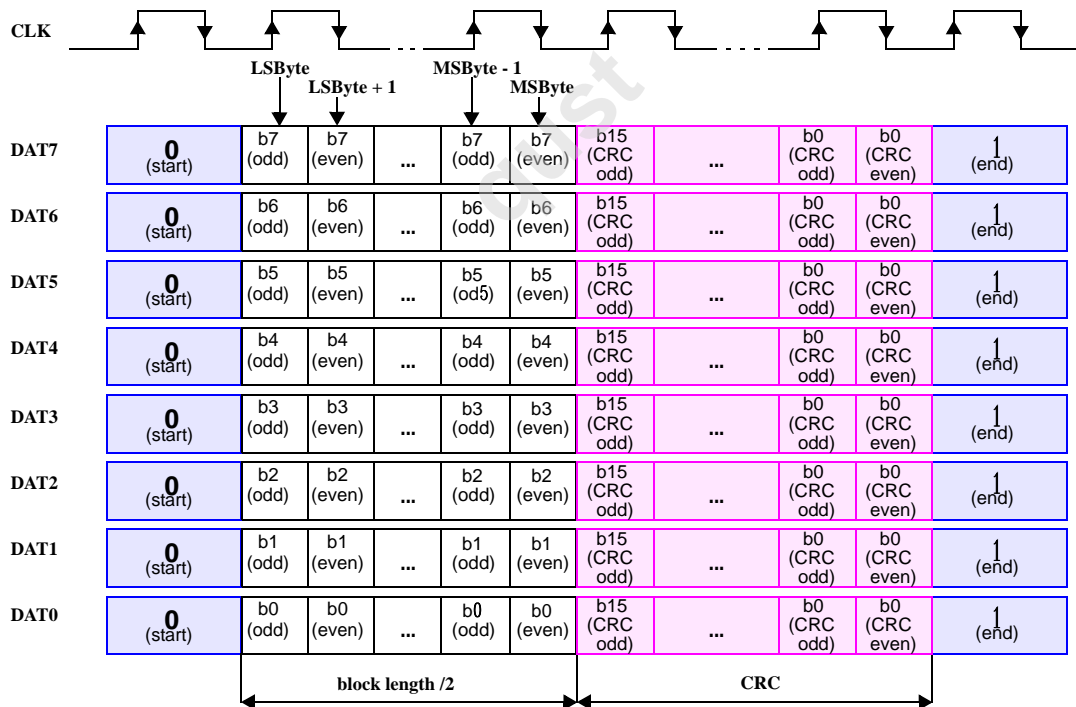 CLK
LSByte MSByte - 1
LSByte + 1 MSByte
DAT7 0 (start) b7 (odd) b7 (even) ... b7 (odd) b7 (even) b15 (CRC odd) ... b0 (CRC odd) b0 (CRC even) 1 (end)
DAT6 0 (start) b6 (odd) b6 (even) ... b6 (odd) b6 (even) b15 (CRC odd) ... b0 (CRC odd) b0 (CRC even) 1 (end)
DAT5 0 (start) b5 (odd) b5 (even) ... b5 (od5) b5 (even) b15 (CRC odd) ... b0 (CRC odd) b0 (CRC even) 1 (end)
DAT4 0 (start) b4 (odd) b4 (even) ... b4 (odd) b4 (even) b15 (CRC odd) ... b0 (CRC odd) b0 (CRC even) 1 (end)
DAT3 0 (start) b3 (odd) b3 (even) ... b3 (odd) b3 (even) b15 (CRC odd) ... b0 (CRC odd) b0 (CRC even) 1 (end)
DAT2 0 (start) b2 (odd) b2 (even) ... b2 (odd) b2 (even) b15 (CRC odd) ... b0 (CRC odd) b0 (CRC even) 1 (end)
DAT1 0 (start) b1 (odd) b1 (even) ... b1 (odd) b1 (even) b15 (CRC odd) ... b0 (CRC odd) b0 (CRC even) 1 (end)
DAT0 0 (start) b0 (odd) b0 (even) ... b0 (odd) b0 (even) b15 (CRC odd) ... b0 (CRC odd) b0 (CRC even) 1 (end)
block length /2 CRC